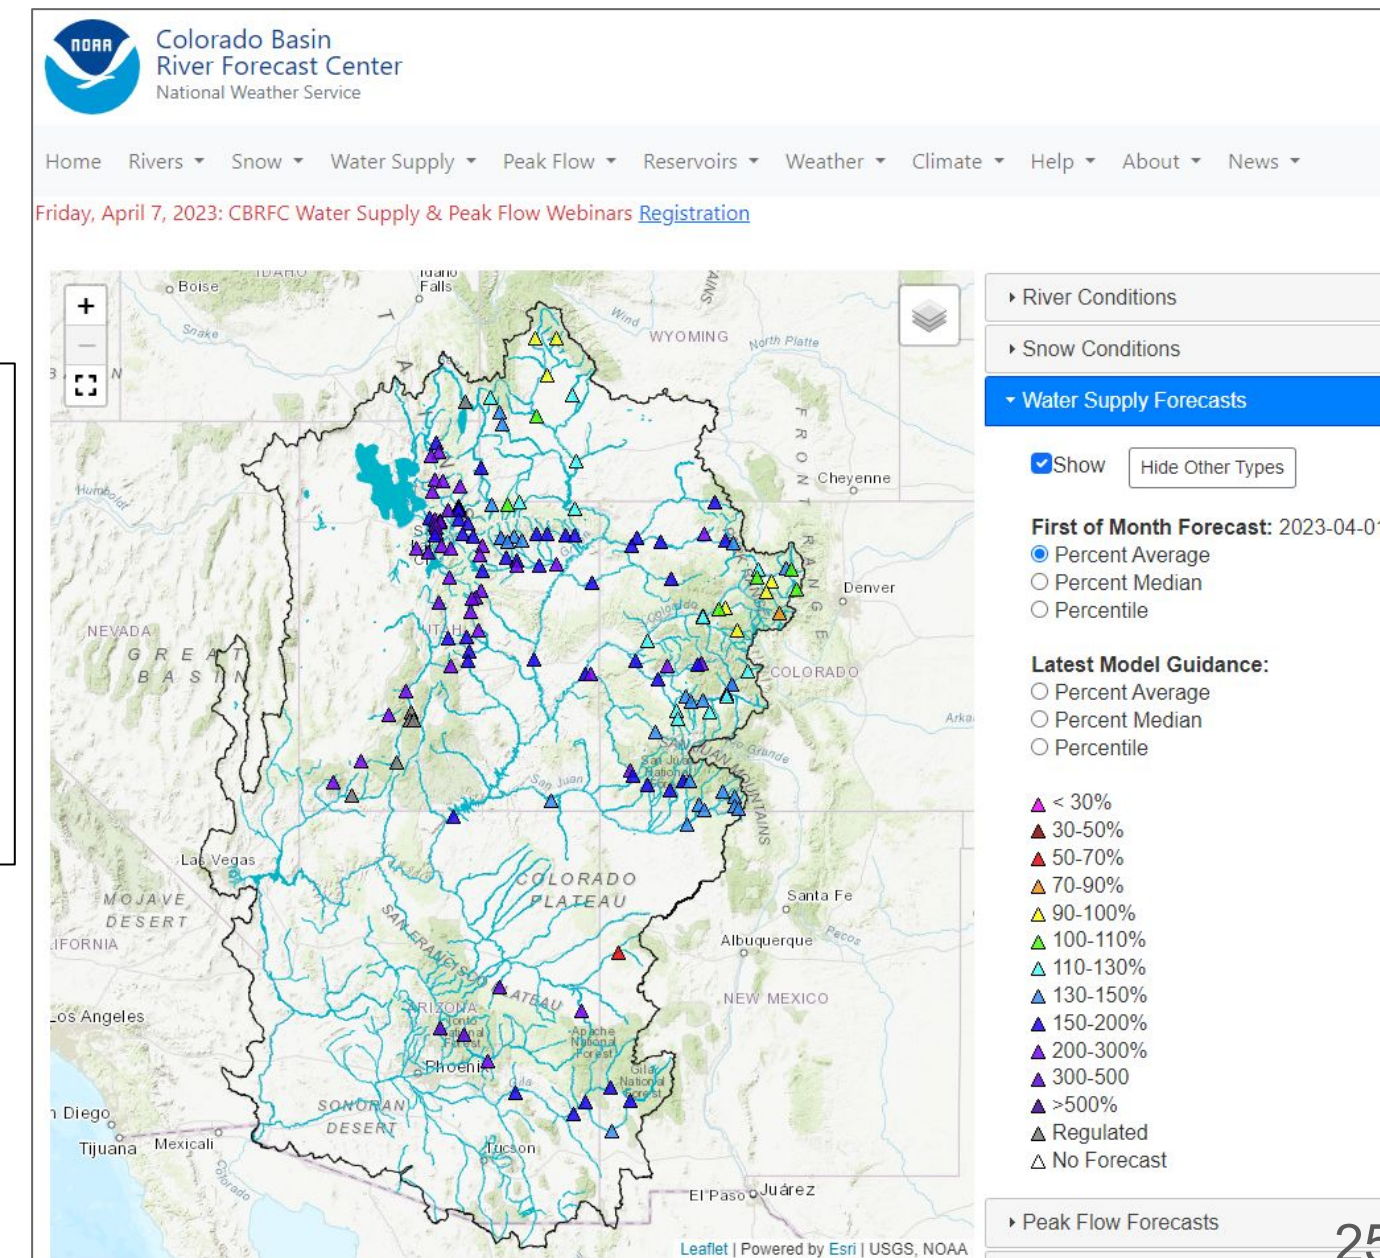 NOAA
Colorado Basin
River Forecast Center
National Weather Service
Home Rivers Snow Water Supply Peak Flow Reservoirs Weather Climate Help About News
Friday, April 7, 2023: CBRFC Water Supply & Peak Flow Webinars Registration
+
−
IDAHO
Boise
Idaho
Falls
Snake
Wind
WYOMING
North Platte
Cheyenne
Humboldt
FRONT
RANGE
Denver
NEVADA
GREAT
BASIN
UTAH
Colorado
COLORADO
Rio Grande
SAN JUAN MOUNTAINS
San Juan
National
San Juan
Las Vegas
MOJAVE
DESERT
COLORADO
PLATEAU
Santa Fe
Albuquerque
Pecos
SAN FRANCISCO PLATEAU
NEW MEXICO
ARIZONA
Tonto
National
Forest
Apache
National
Forest
Los Angeles
Phoenix
Gila
Gila
National
Forest
SONORAN
DESERT
n Diego
Tijuana
Mexicali
Tucson
Colorado
El Paso
Juárez
Leaflet | Powered by Esri | USGS, NOAA
River Conditions
Snow Conditions
Water Supply Forecasts
Show Hide Other Types
First of Month Forecast: 2023-04-01
Percent Average
Percent Median
Percentile
Latest Model Guidance:
Percent Average
Percent Median
Percentile
< 30%
30-50%
50-70%
70-90%
90-100%
100-110%
110-130%
130-150%
150-200%
200-300%
300-500
>500%
Regulated
No Forecast
Peak Flow Forecasts
25